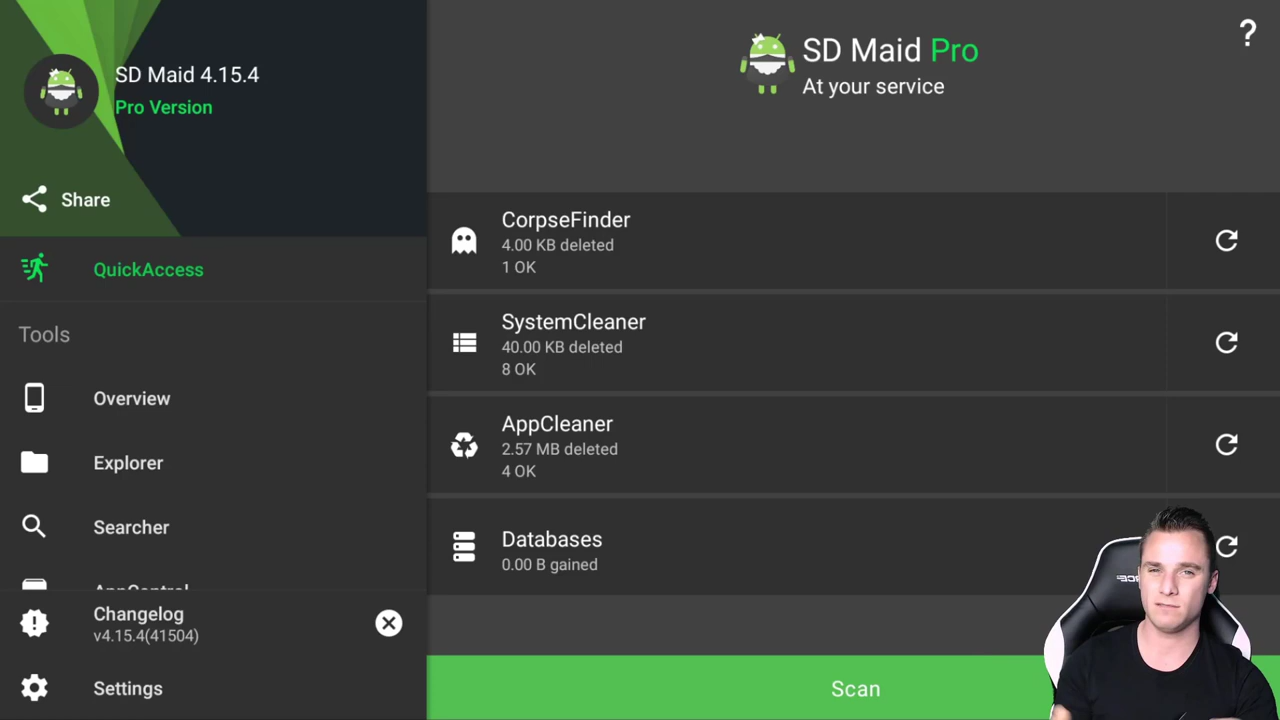 SD Maid 4.15.4
Pro Version
Share
QuickAccess
Tools
Overview
Explorer
Searcher
AppControl
Changelog
v4.15.4(41504)
Settings
SD Maid Pro
At your service
?
CorpseFinder
4.00 KB deleted
1 OK
SystemCleaner
40.00 KB deleted
8 OK
AppCleaner
2.57 MB deleted
4 OK
Databases
0.00 B gained
Scan